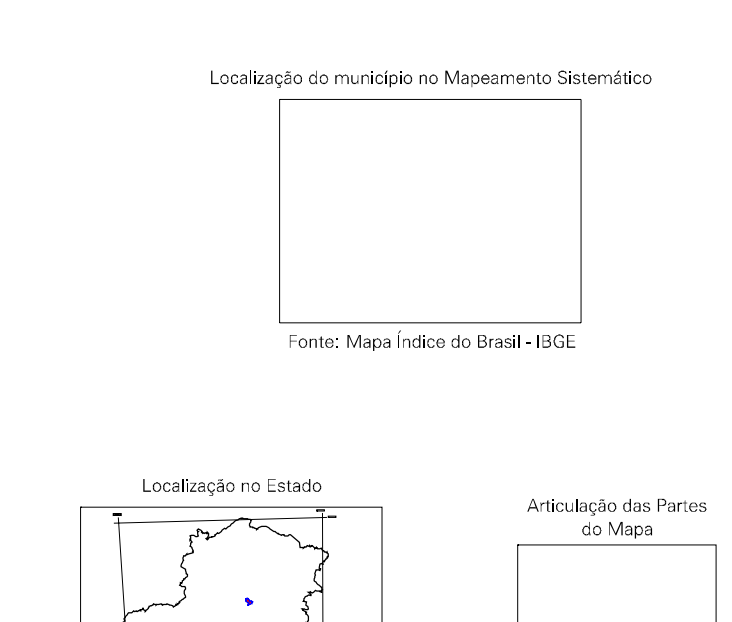 Localização do município no Mapeamento Sistemático
Fonte: Mapa Índice do Brasil - IBGE
Localização no Estado
Articulação das Partes
do Mapa